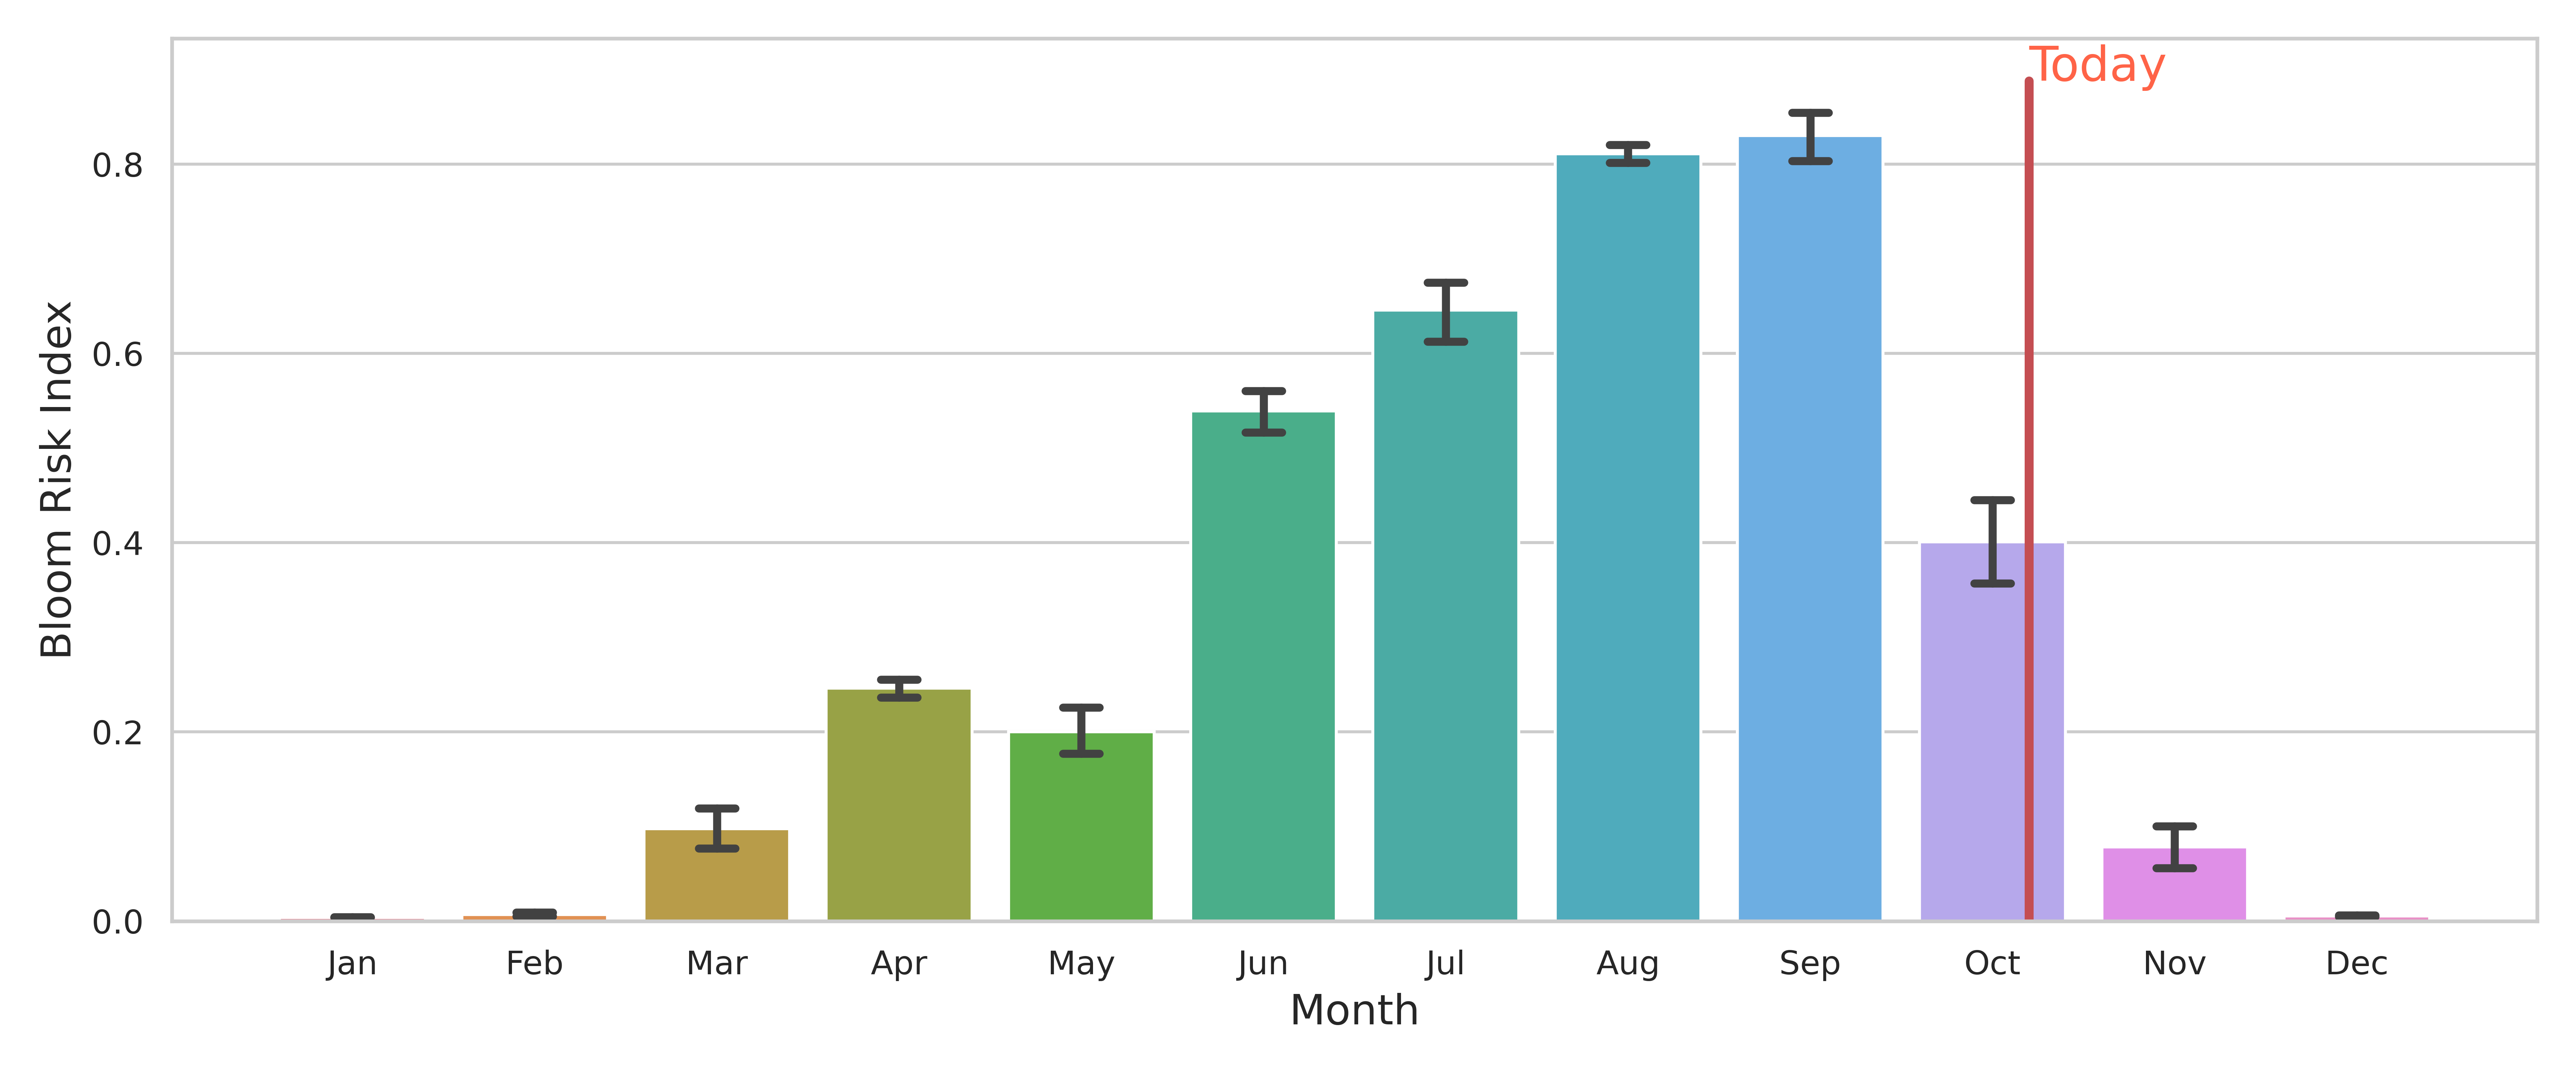 Today
Bloom Risk Index
0.8
0.6
0.4
0.2
0.0
Jan Feb Mar Apr May Jun Jul Aug Sep Oct Nov Dec
Month